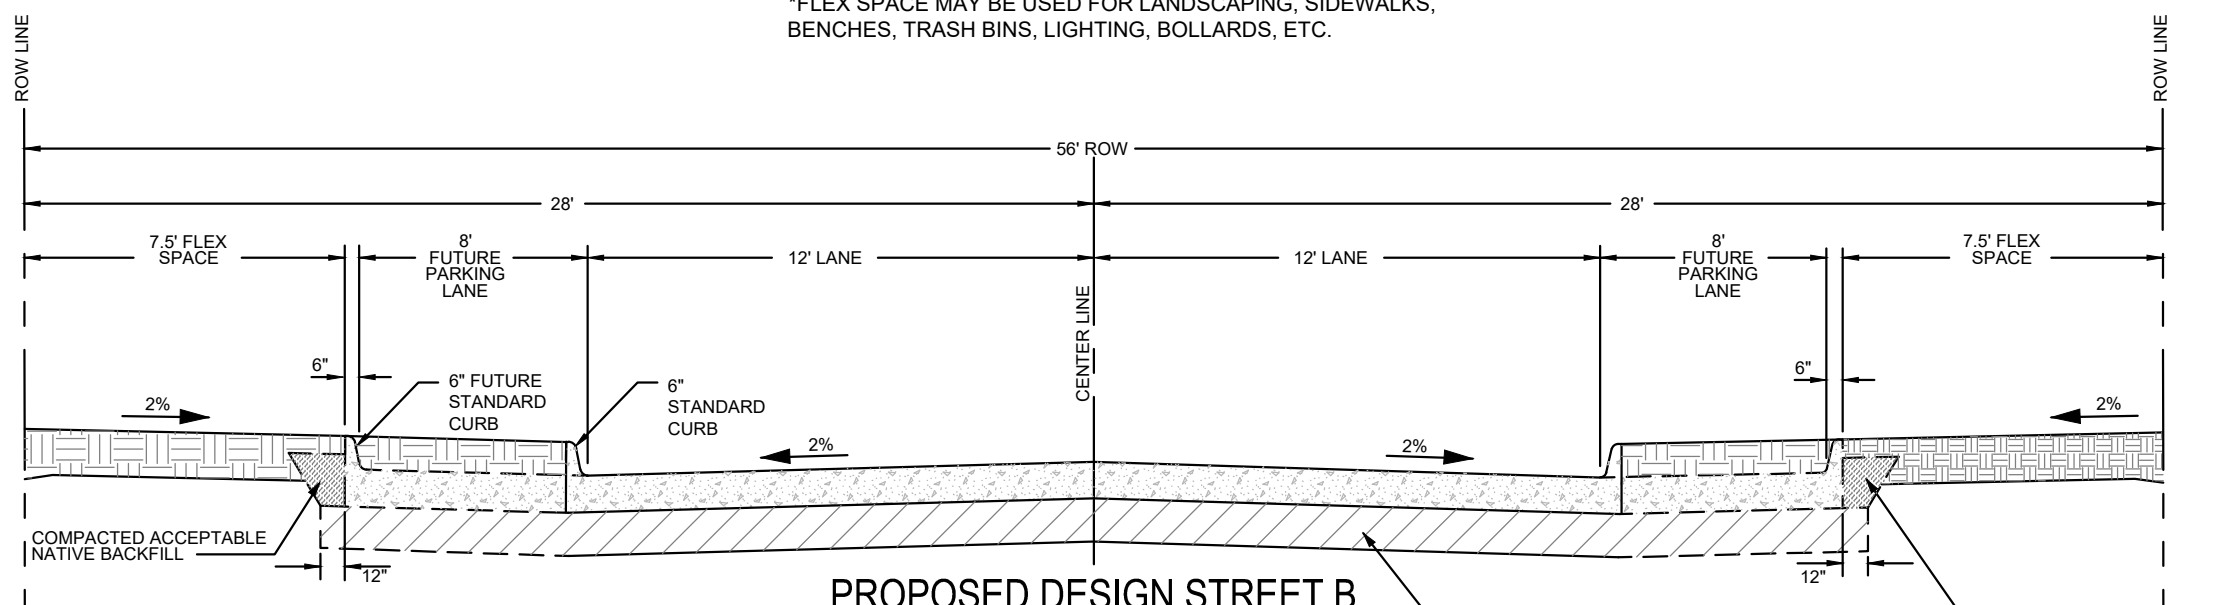 *FLEX SPACE MAY BE USED FOR LANDSCAPING, SIDEWALKS,
BENCHES, TRASH BINS, LIGHTING, BOLLARDS, ETC.
ROW LINE
ROW LINE
56' ROW
28'
28'
7.5' FLEX
SPACE
8'
FUTURE
PARKING
LANE
12' LANE
12' LANE
8'
FUTURE
PARKING
LANE
7.5' FLEX
SPACE
CENTER LINE
6"
6" FUTURE
STANDARD
CURB
6"
STANDARD
CURB
6"
2%
2%
2%
2%
COMPACTED ACCEPTABLE
NATIVE BACKFILL
12"
12"
PROPOSED DESIGN STREET B